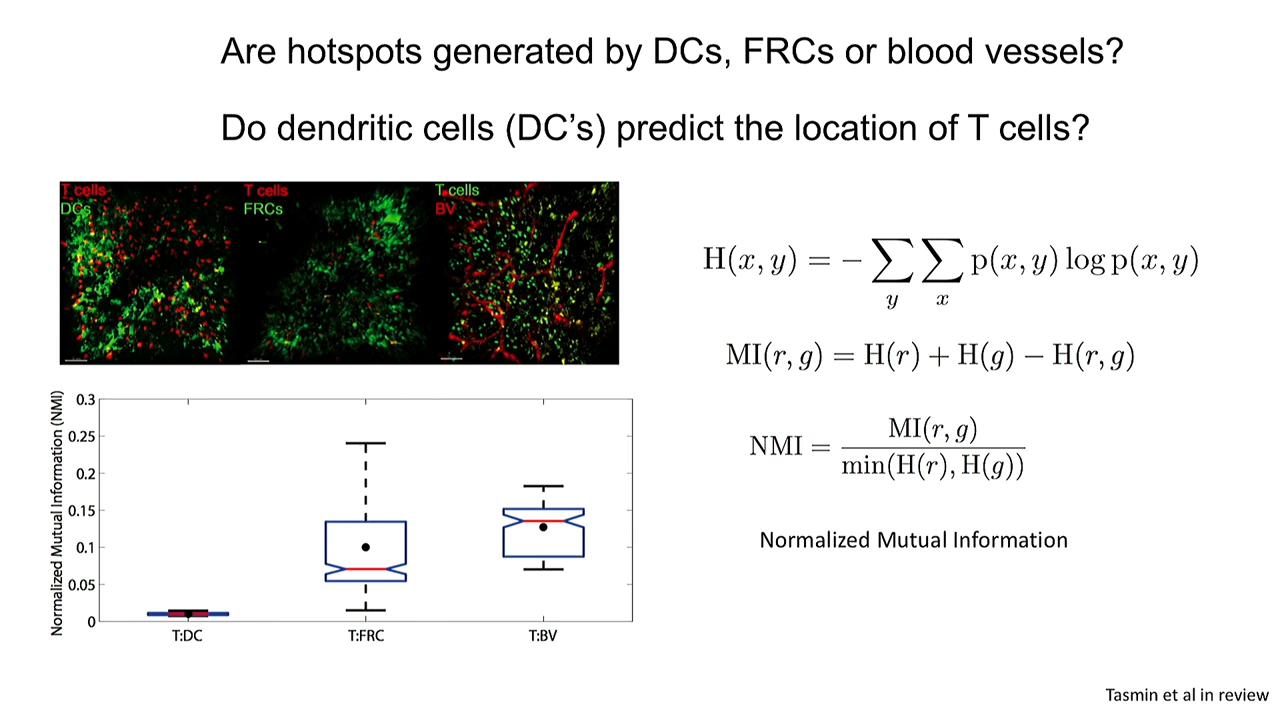 Are hotspots generated by DCs, FRCs or blood vessels?
Do dendritic cells (DC's) predict the location of T cells?
T cells
DCs
T cells
FRCs
T cells
BV
H(x, y) = − ∑_y ∑_x p(x, y) log p(x, y)
MI(r, g) = H(r) + H(g) − H(r, g)
NMI = MI(r, g) / min(H(r), H(g))
Normalized Mutual Information
Normalized Mutual Information (NMI)
0.3
0.25
0.2
0.15
0.1
0.05
0
T:DC
T:FRC
T:BV
Tasmin et al in review